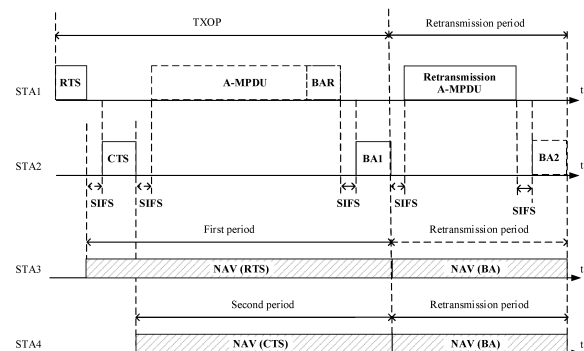 TXOP
Retransmission period
STA1
RTS
A-MPDU
BAR
Retransmission
A-MPDU
t
STA2
CTS
BA1
BA2
t
SIFS
SIFS
SIFS
SIFS
SIFS
First period
Retransmission period
STA3
NAV (RTS)
NAV (BA)
t
Second period
Retransmission period
STA4
NAV (CTS)
NAV (BA)
t